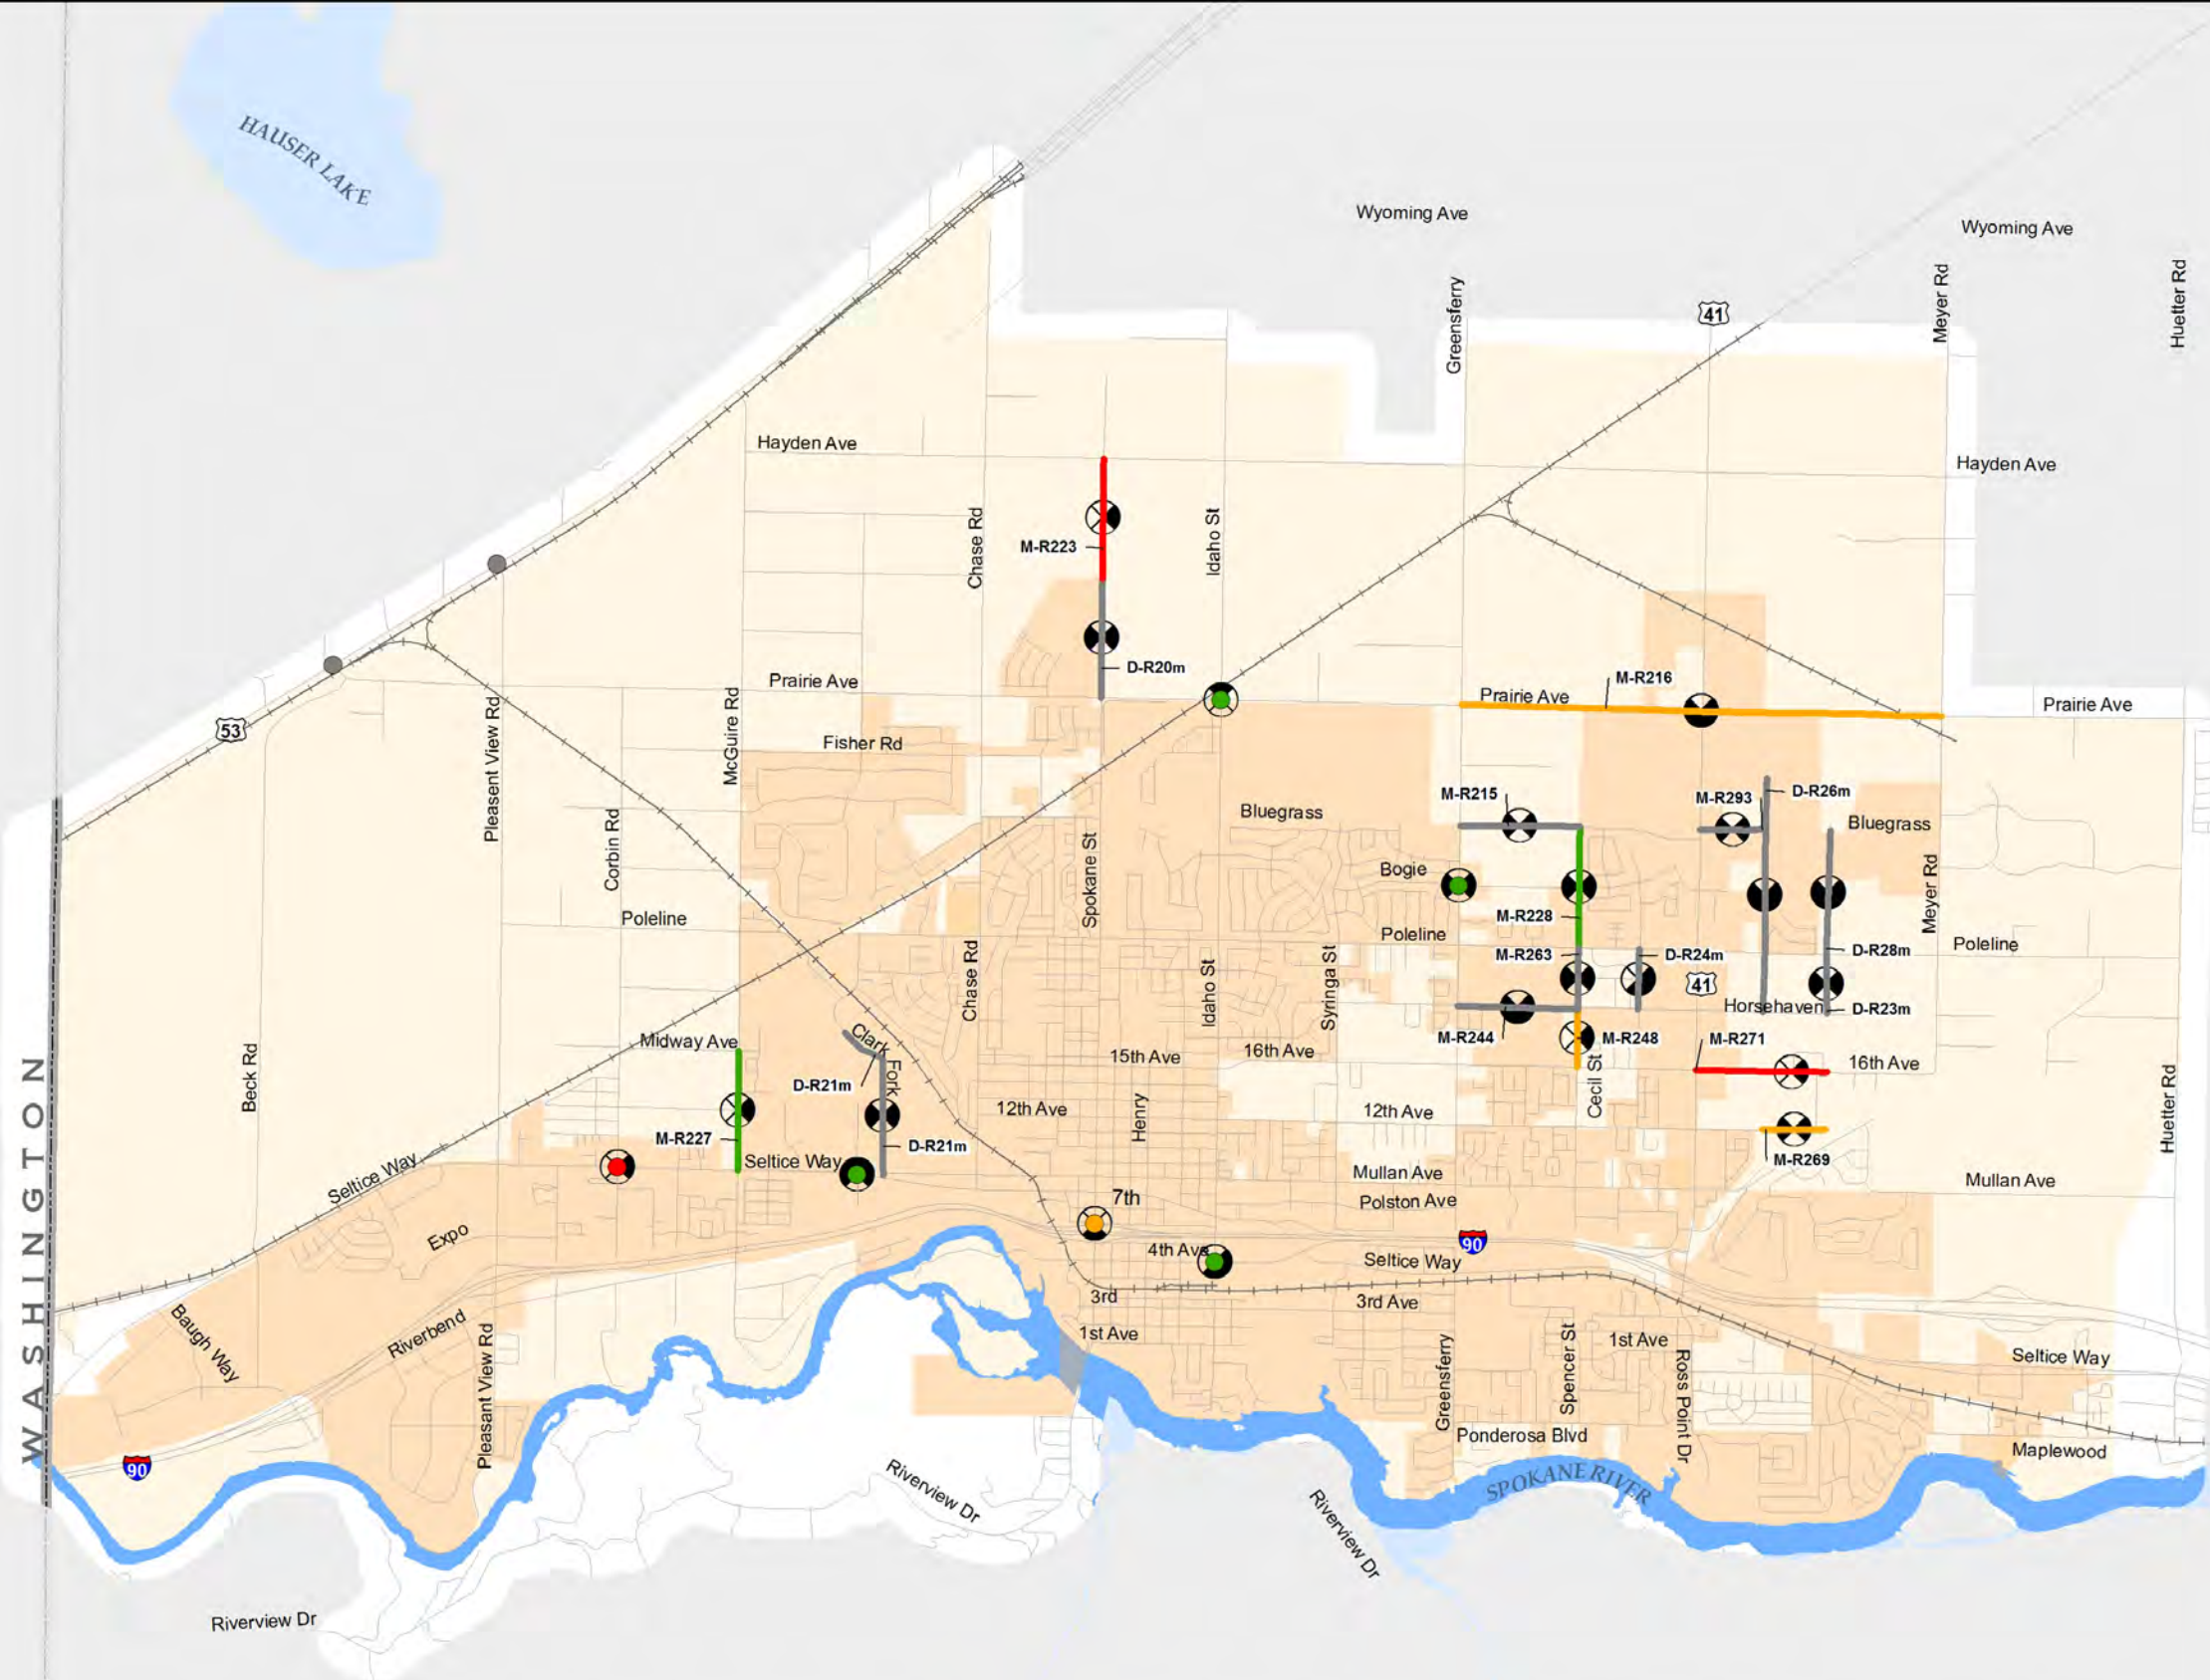 HAUSER LAKE
Wyoming Ave
Wyoming Ave
Greensferry
41
Meyer Rd
Huetter Rd
Hayden Ave
Hayden Ave
Chase Rd
M-R223
Idaho St
D-R20m
Prairie Ave
M-R216
Prairie Ave
Prairie Ave
53
Pleasent View Rd
McGuire Rd
Fisher Rd
Corbin Rd
Spokane St
Bluegrass
M-R215
M-R293
D-R26m
Bluegrass
Bogie
Meyer Rd
Poleline
M-R228
Poleline
Poleline
M-R263
D-R24m
D-R28m
41
Chase Rd
Idaho St
Syringa St
Horsehaven
D-R23m
M-R244
M-R248
M-R271
Midway Ave
Clark
Fork
15th Ave
16th Ave
16th Ave
Beck Rd
D-R21m
Cecil St
12th Ave
Henry
12th Ave
Huetter Rd
M-R227
D-R21m
Seltice Way
Seltice Way
M-R269
Mullan Ave
Mullan Ave
Polston Ave
7th
Expo
4th Ave
90
Seltice Way
WASHINGTON
3rd
3rd Ave
Baugh Way
Riverbend
Pleasant View Rd
1st Ave
Greensferry
Spencer St
1st Ave
Ross Point Dr
Seltice Way
Ponderosa Blvd
Maplewood
90
Riverview Dr
SPOKANE RIVER
Riverview Dr
Riverview Dr